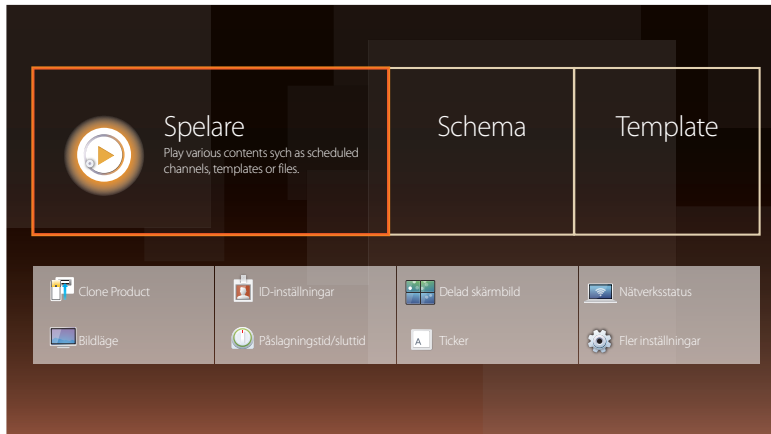 Spelare
Play various contents sych as scheduled
channels, templates or files.
Schema
Template
Clone Product
ID-inställningar
Delad skärmbild
Nätverksstatus
Bildläge
Påslagningstid/sluttid
A
Ticker
Fler inställningar